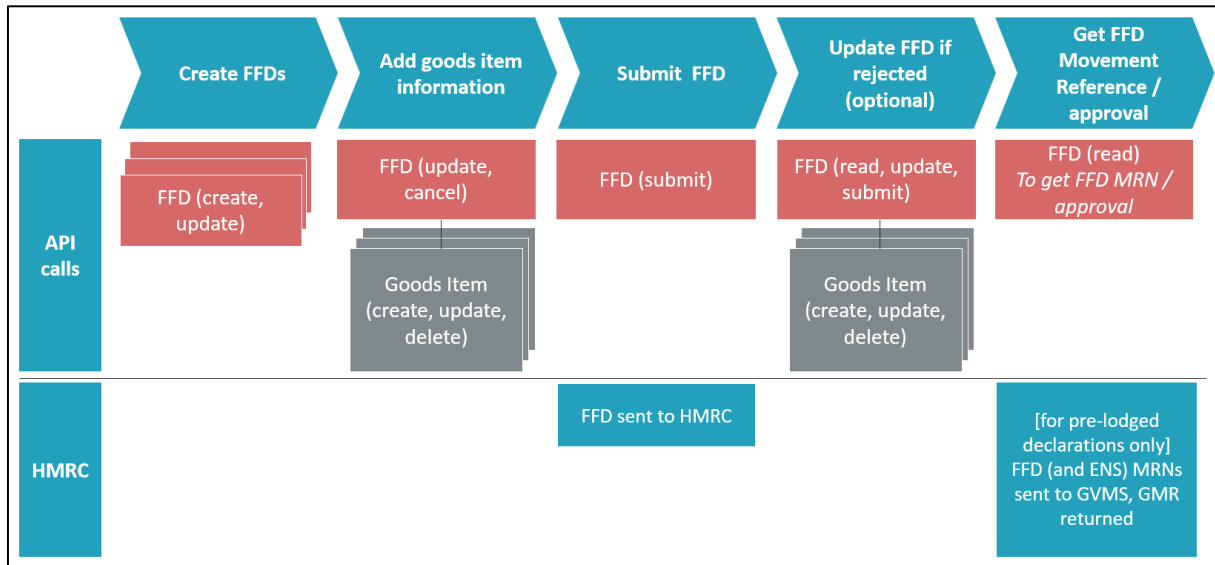 Create FFDs
Add goods item
information
Submit FFD
Update FFD if
rejected
(optional)
Get FFD
Movement
Reference /
approval
API
calls
FFD (create,
update)
FFD (update,
cancel)
Goods Item
(create, update,
delete)
FFD (submit)
FFD (read, update,
submit)
Goods Item
(create, update,
delete)
FFD (read)
To get FFD MRN /
approval
HMRC
FFD sent to HMRC
[for pre-lodged
declarations only]
FFD (and ENS) MRNs
sent to GVMS, GMR
returned